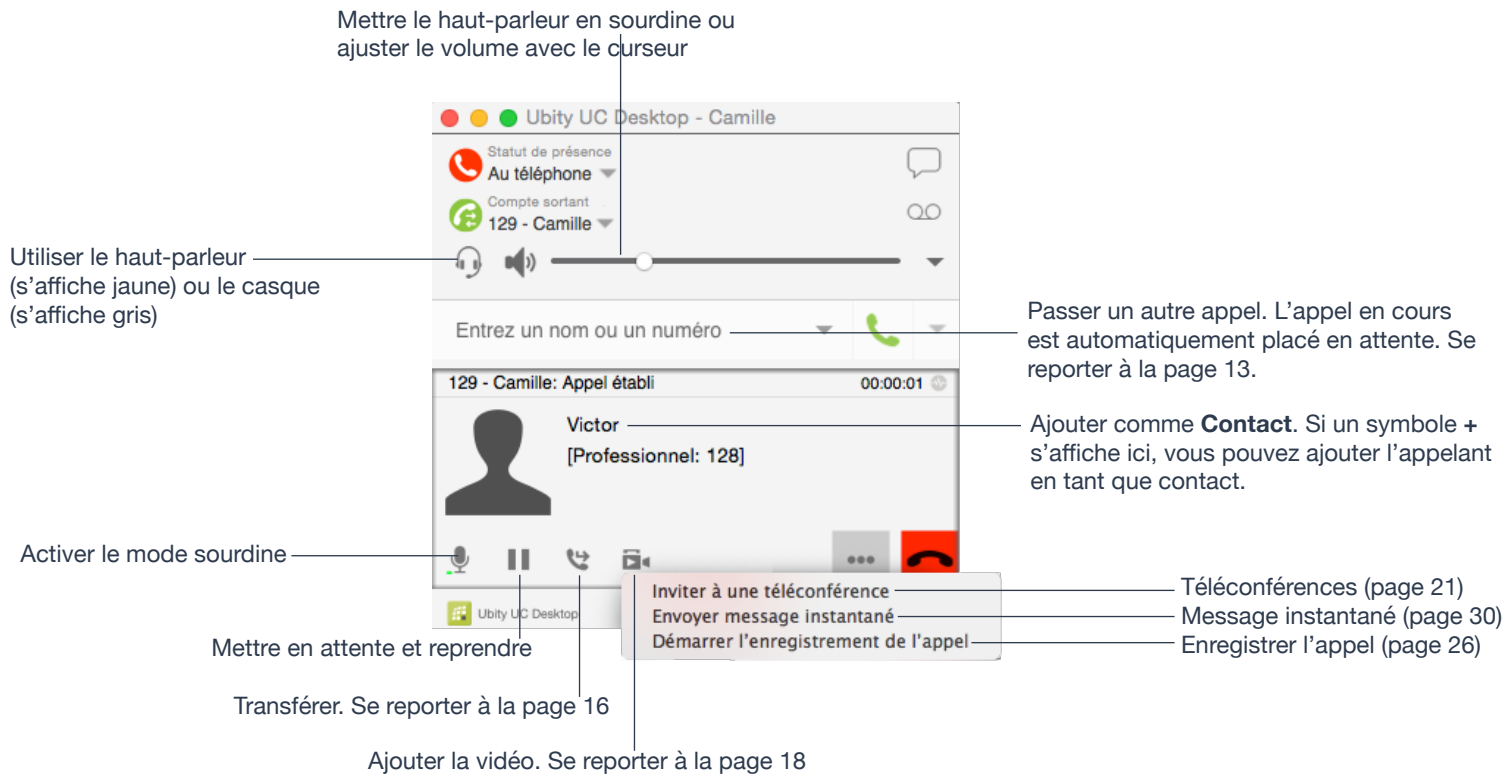 Mettre le haut-parleur en sourdine ou
ajuster le volume avec le curseur
Ubity UC Desktop - Camille
Statut de présence
Au téléphone
Compte sortant
129 - Camille
Utiliser le haut-parleur
(s’affiche jaune) ou le casque
(s’affiche gris)
Entrez un nom ou un numéro
Passer un autre appel. L’appel en cours
est automatiquement placé en attente. Se
reporter à la page 13.
129 - Camille: Appel établi 00:00:01
Victor
[Professionnel: 128]
Ajouter comme Contact. Si un symbole +
s’affiche ici, vous pouvez ajouter l’appelant
en tant que contact.
Activer le mode sourdine
Inviter à une téléconférence
Envoyer message instantané
Démarrer l’enregistrement de l'appel
Téléconférences (page 21)
Message instantané (page 30)
Enregistrer l’appel (page 26)
Ubity UC Desktop
Mettre en attente et reprendre
Transférer. Se reporter à la page 16
Ajouter la vidéo. Se reporter à la page 18